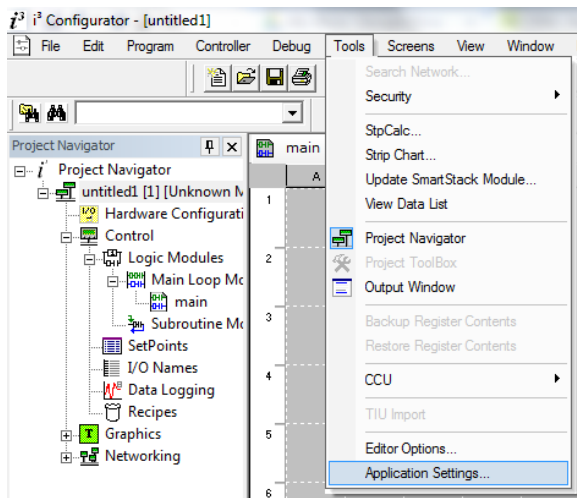 i³ i³ Configurator - [untitled1]
File Edit Program Controller Debug Tools Screens View Window
Search Network...
Security
StpCalc...
Strip Chart...
Update SmartStack Module...
View Data List
Project Navigator
Project ToolBox
Output Window
Backup Register Contents
Restore Register Contents
CCU
TIU Import
Editor Options...
Application Settings...
Project Navigator
i Project Navigator
untitled1 [1] [Unknown M
I/O Hardware Configurati
Control
Logic Modules
Main Loop Mo
main
Subroutine Mo
SetPoints
I/O Names
Data Logging
Recipes
T Graphics
Networking
main
A
1
2
3
4
5
6